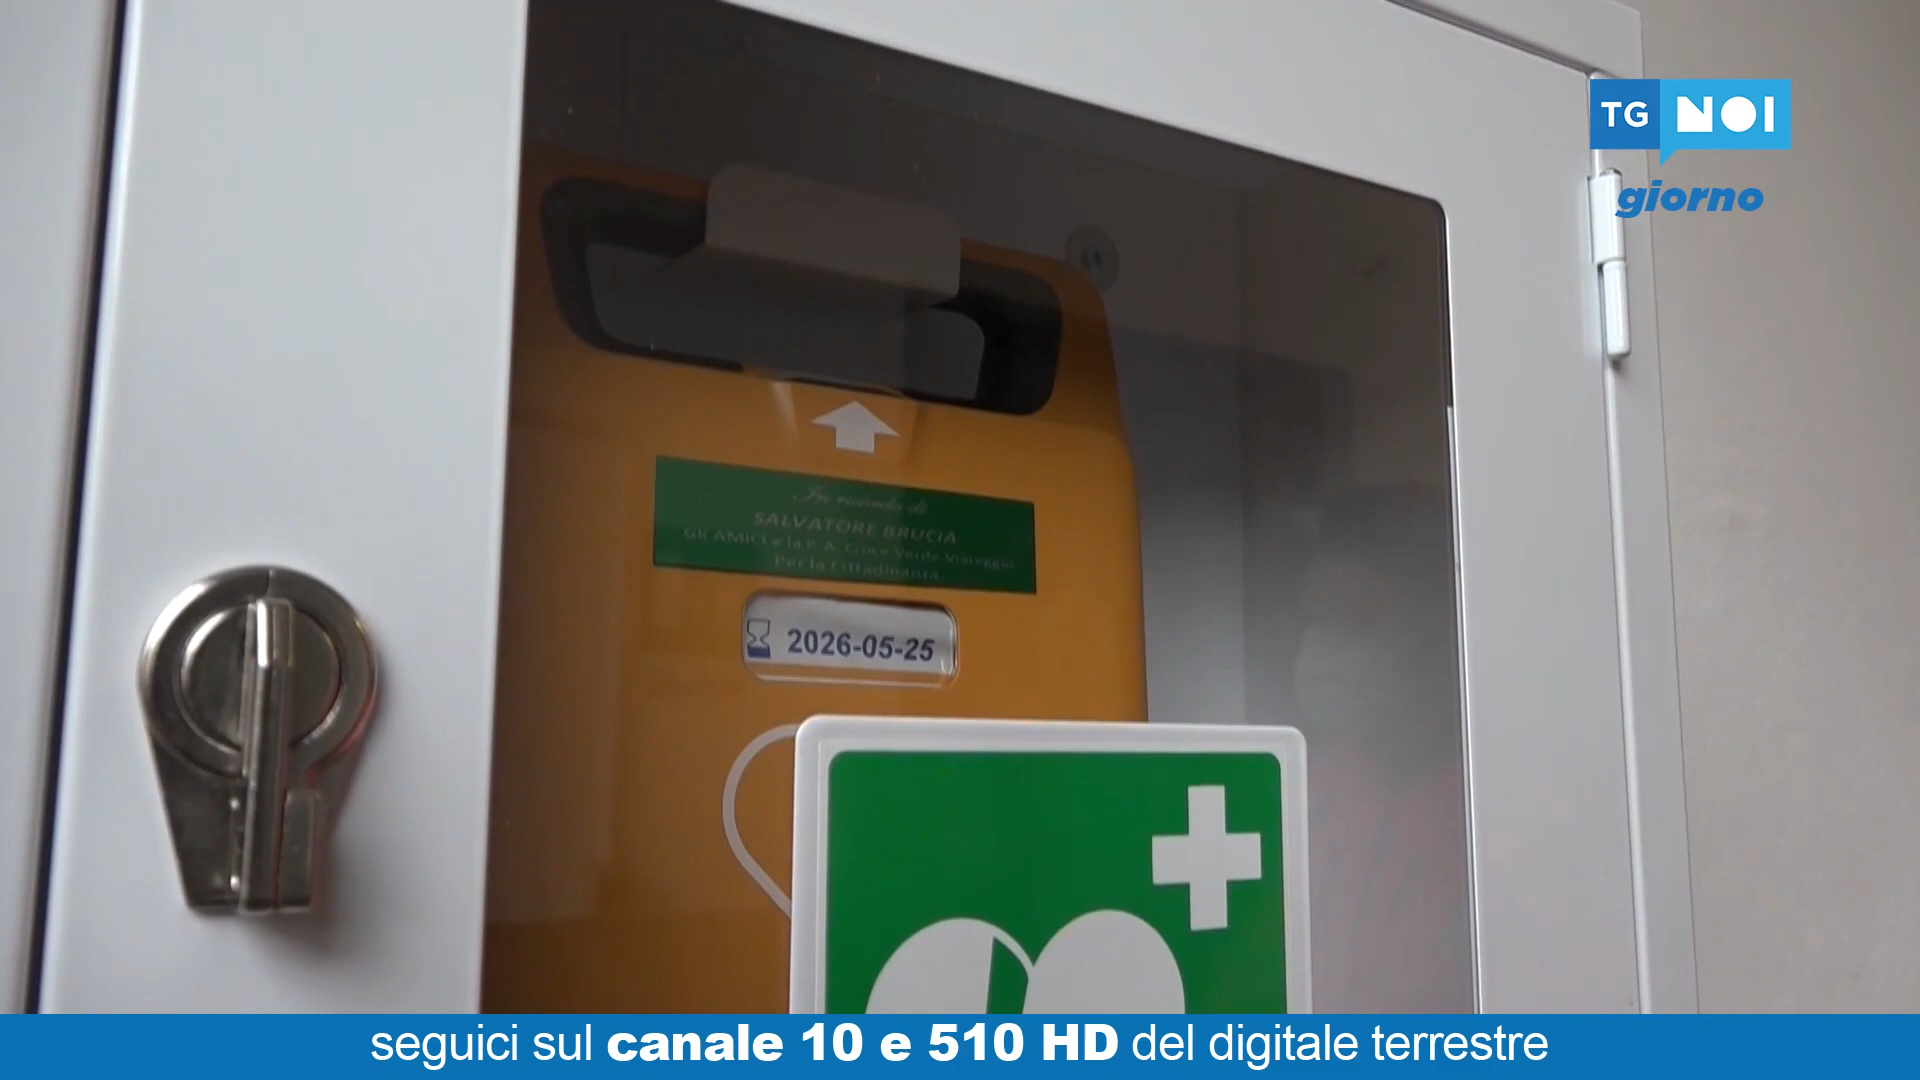 TG NOI
giorno
In ricordo di
SALVATORE BRUCIA
Gli AMICI e la P. A. Croce Verde Viareggio
Per la Cittadinanza.
2026-05-25
seguici sul canale 10 e 510 HD del digitale terrestre